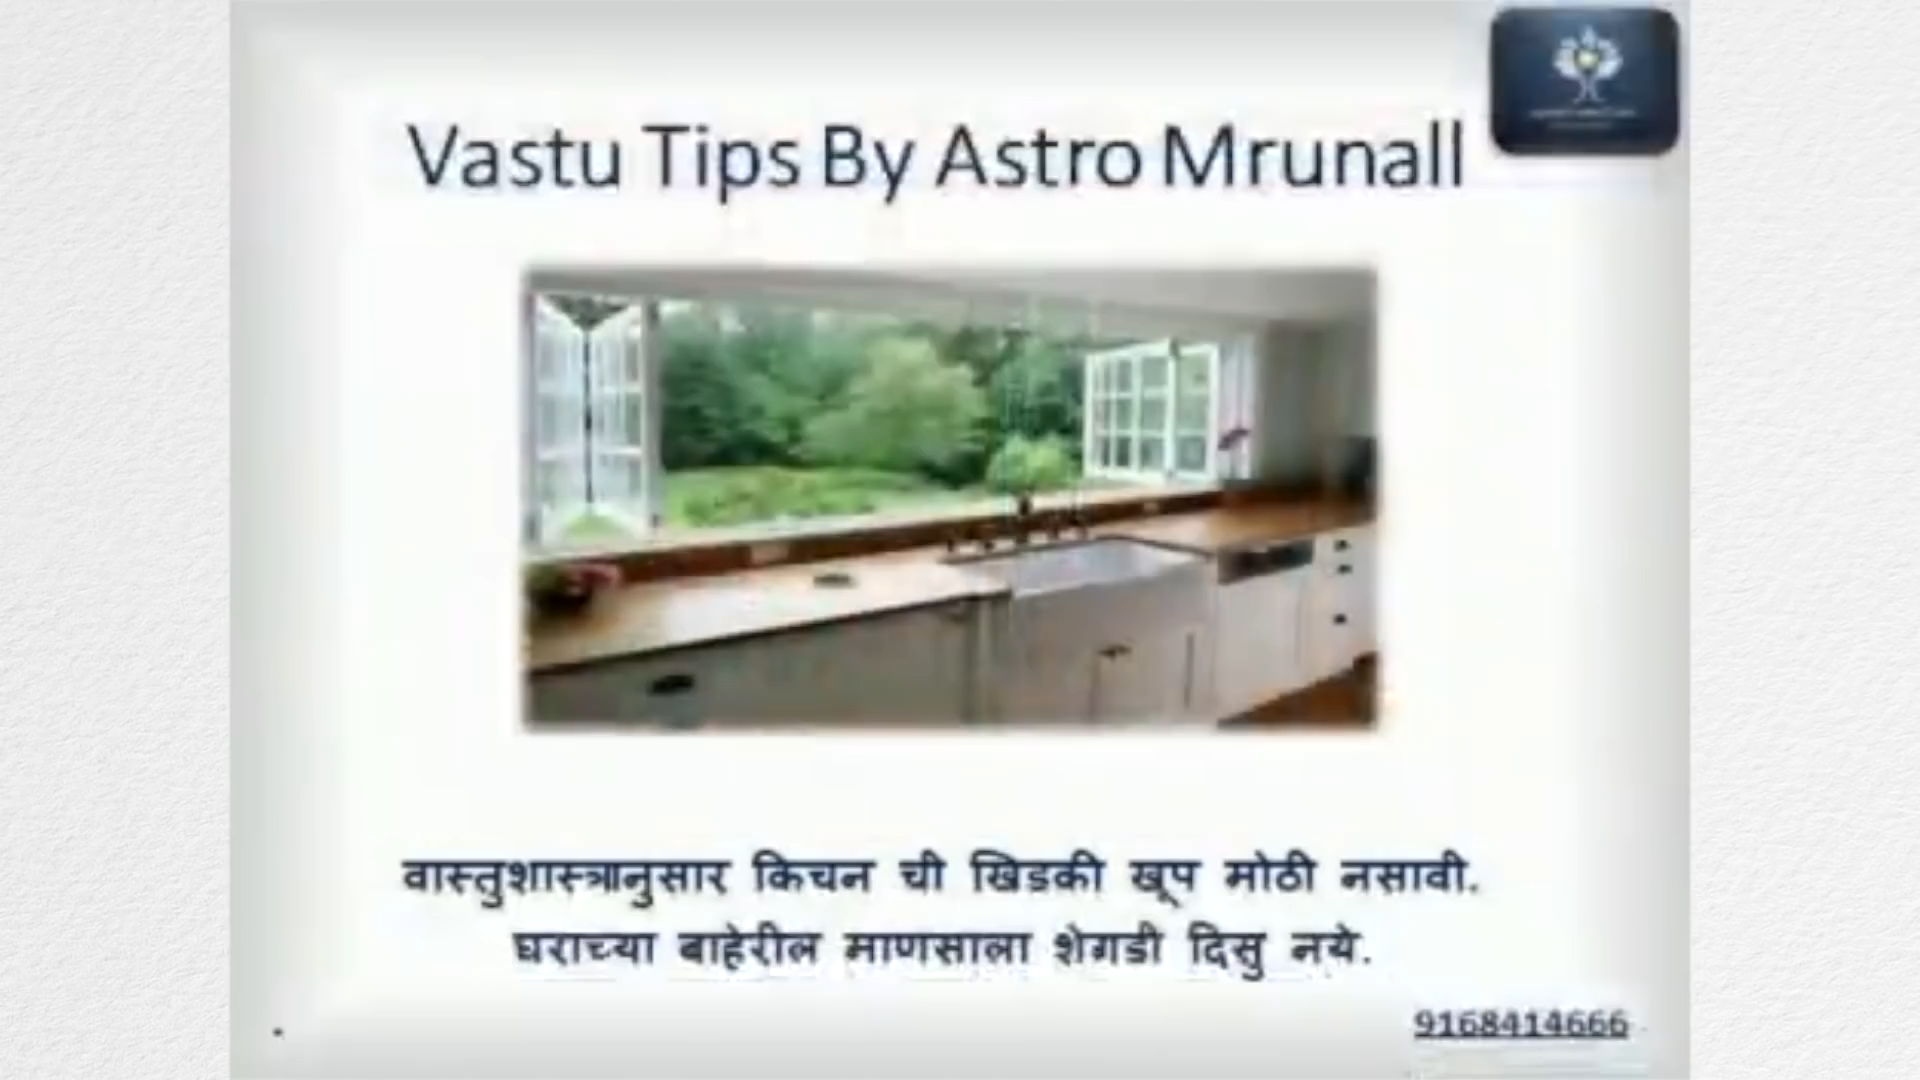 Vastu Tips By Astro Mrunall
वास्तुशास्त्रानुसार किचन ची खिडकी खूप मोठी नसावी.
घराच्या बाहेरील माणसाला शेगडी दिसु नये.
9168414666